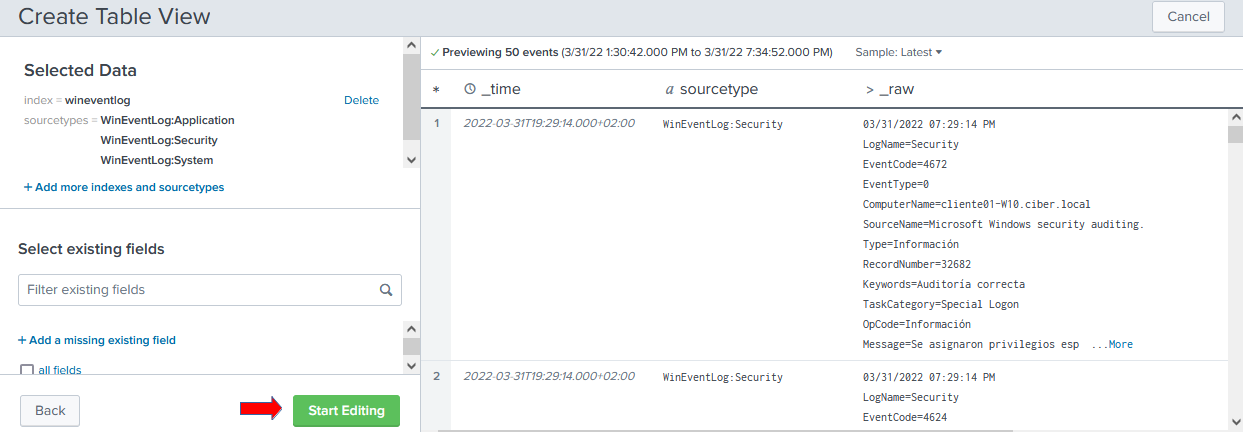 Create Table View
Cancel
Selected Data
index = wineventlog
Delete
sourcetypes = WinEventLog:Application
WinEventLog:Security
WinEventLog:System
+ Add more indexes and sourcetypes
Select existing fields
Filter existing fields
+ Add a missing existing field
all fields
Back
Start Editing
✓ Previewing 50 events (3/31/22 1:30:42.000 PM to 3/31/22 7:34:52.000 PM)
Sample: Latest
* _time
a sourcetype
> _raw
1 2022-03-31T19:29:14.000+02:00 WinEventLog:Security 03/31/2022 07:29:14 PM
LogName=Security
EventCode=4672
EventType=0
ComputerName=cliente01-W10.ciber.local
SourceName=Microsoft Windows security auditing.
Type=Información
RecordNumber=32682
Keywords=Auditoría correcta
TaskCategory=Special Logon
OpCode=Información
Message=Se asignaron privilegios esp ...More
2 2022-03-31T19:29:14.000+02:00 WinEventLog:Security 03/31/2022 07:29:14 PM
LogName=Security
EventCode=4624